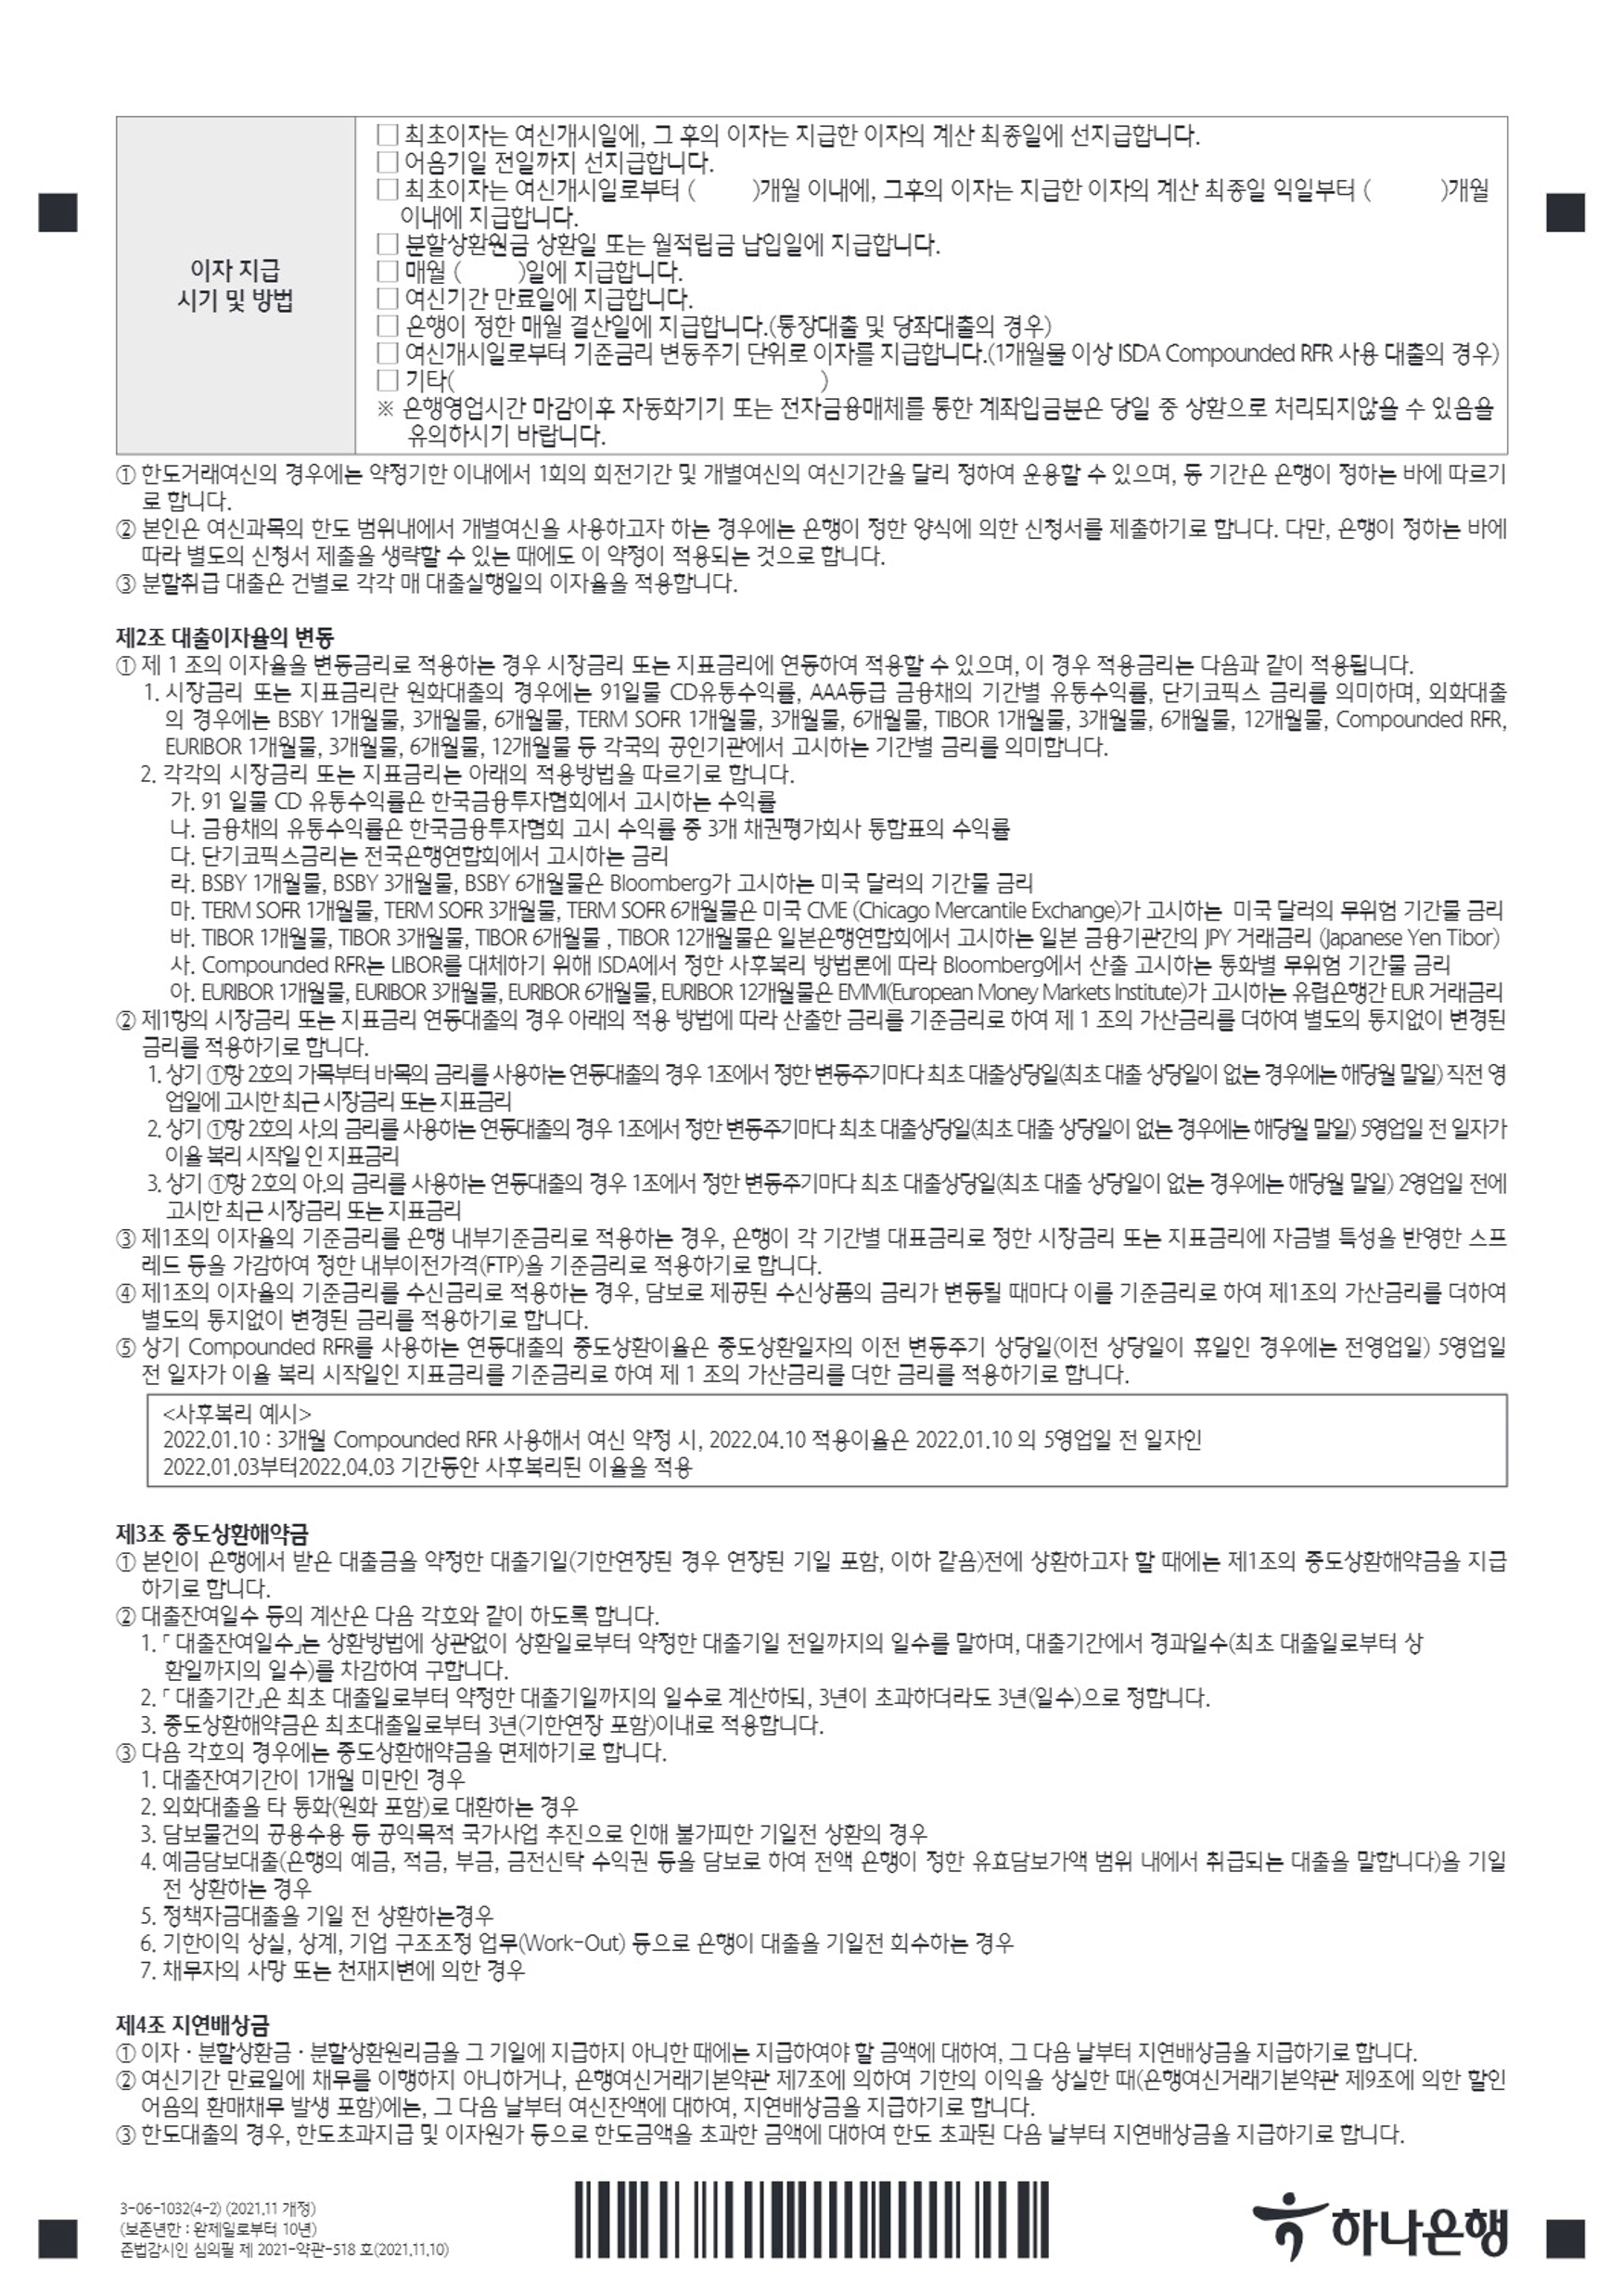 이자 지급
시기 및 방법
□ 최초이자는 여신개시일에, 그 후의 이자는 지급한 이자의 계산 최종일에 선지급합니다.
□ 어음기일 전일까지 선지급합니다.
□ 최초이자는 여신개시일로부터 ( )개월 이내에, 그후의 이자는 지급한 이자의 계산 최종일 익일부터 ( )개월
이내에 지급합니다.
□ 분할상환원금 상환일 또는 월적립금 납입일에 지급합니다.
□ 매월 ( )일에 지급합니다.
□ 여신기간 만료일에 지급합니다.
□ 은행이 정한 매월 결산일에 지급합니다.(통장대출 및 당좌대출의 경우)
□ 여신개시일로부터 기준금리 변동주기 단위로 이자를 지급합니다.(1개월물 이상 ISDA Compounded RFR 사용 대출의 경우)
□ 기타( )
※ 은행영업시간 마감이후 자동화기기 또는 전자금융매체를 통한 계좌입금분은 당일 중 상환으로 처리되지않을 수 있음을
유의하시기 바랍니다.
① 한도거래여신의 경우에는 약정기한 이내에서 1회의 회전기간 및 개별여신의 여신기간을 달리 정하여 운용할 수 있으며, 동 기간은 은행이 정하는 바에 따르기
로 합니다.
② 본인은 여신과목의 한도 범위내에서 개별여신을 사용하고자 하는 경우에는 은행이 정한 양식에 의한 신청서를 제출하기로 합니다. 다만, 은행이 정하는 바에
따라 별도의 신청서 제출을 생략할 수 있는 때에도 이 약정이 적용되는 것으로 합니다.
③ 분할취급 대출은 건별로 각각 매 대출실행일의 이자율을 적용합니다.
제2조 대출이자율의 변동
① 제 1 조의 이자율을 변동금리로 적용하는 경우 시장금리 또는 지표금리에 연동하여 적용할 수 있으며, 이 경우 적용금리는 다음과 같이 적용됩니다.
1. 시장금리 또는 지표금리란 원화대출의 경우에는 91일물 CD유통수익률, AAA등급 금융채의 기간별 유통수익률, 단기코픽스 금리를 의미하며, 외화대출
의 경우에는 BSBY 1개월물, 3개월물, 6개월물, TERM SOFR 1개월물, 3개월물, 6개월물, TIBOR 1개월물, 3개월물, 6개월물, 12개월물, Compounded RFR,
EURIBOR 1개월물, 3개월물, 6개월물, 12개월물 등 각국의 공인기관에서 고시하는 기간별 금리를 의미합니다.
2. 각각의 시장금리 또는 지표금리는 아래의 적용방법을 따르기로 합니다.
가. 91 일물 CD 유통수익률은 한국금융투자협회에서 고시하는 수익률
나. 금융채의 유통수익률은 한국금융투자협회 고시 수익률 중 3개 채권평가회사 통합표의 수익률
다. 단기코픽스금리는 전국은행연합회에서 고시하는 금리
라. BSBY 1개월물, BSBY 3개월물, BSBY 6개월물은 Bloomberg가 고시하는 미국 달러의 기간물 금리
마. TERM SOFR 1개월물, TERM SOFR 3개월물, TERM SOFR 6개월물은 미국 CME (Chicago Mercantile Exchange)가 고시하는 미국 달러의 무위험 기간물 금리
바. TIBOR 1개월물, TIBOR 3개월물, TIBOR 6개월물 , TIBOR 12개월물은 일본은행연합회에서 고시하는 일본 금융기관간의 JPY 거래금리 (Japanese Yen Tibor)
사. Compounded RFR는 LIBOR를 대체하기 위해 ISDA에서 정한 사후복리 방법론에 따라 Bloomberg에서 산출 고시하는 통화별 무위험 기간물 금리
아. EURIBOR 1개월물, EURIBOR 3개월물, EURIBOR 6개월물, EURIBOR 12개월물은 EMMI(European Money Markets Institute)가 고시하는 유럽은행간 EUR 거래금리
② 제1항의 시장금리 또는 지표금리 연동대출의 경우 아래의 적용 방법에 따라 산출한 금리를 기준금리로 하여 제 1 조의 가산금리를 더하여 별도의 통지없이 변경된
금리를 적용하기로 합니다.
1. 상기 ①항 2호의 가목부터 바목의 금리를 사용하는 연동대출의 경우 1조에서 정한 변동주기마다 최초 대출상당일(최초 대출 상당일이 없는 경우에는 해당월 말일) 직전 영
업일에 고시한 최근 시장금리 또는 지표금리
2. 상기 ①항 2호의 사.의 금리를 사용하는 연동대출의 경우 1조에서 정한 변동주기마다 최초 대출상당일(최초 대출 상당일이 없는 경우에는 해당월 말일) 5영업일 전 일자가
이율 복리 시작일 인 지표금리
3. 상기 ①항 2호의 아.의 금리를 사용하는 연동대출의 경우 1조에서 정한 변동주기마다 최초 대출상당일(최초 대출 상당일이 없는 경우에는 해당월 말일) 2영업일 전에
고시한 최근 시장금리 또는 지표금리
③ 제1조의 이자율의 기준금리를 은행 내부기준금리로 적용하는 경우, 은행이 각 기간별 대표금리로 정한 시장금리 또는 지표금리에 자금별 특성을 반영한 스프
레드 등을 가감하여 정한 내부이전가격(FTP)을 기준금리로 적용하기로 합니다.
④ 제1조의 이자율의 기준금리를 수신금리로 적용하는 경우, 담보로 제공된 수신상품의 금리가 변동될 때마다 이를 기준금리로 하여 제1조의 가산금리를 더하여
별도의 통지없이 변경된 금리를 적용하기로 합니다.
⑤ 상기 Compounded RFR를 사용하는 연동대출의 중도상환이율은 중도상환일자의 이전 변동주기 상당일(이전 상당일이 휴일인 경우에는 전영업일) 5영업일
전 일자가 이율 복리 시작일인 지표금리를 기준금리로 하여 제 1 조의 가산금리를 더한 금리를 적용하기로 합니다.
<사후복리 예시>
2022.01.10 : 3개월 Compounded RFR 사용해서 여신 약정 시, 2022.04.10 적용이율은 2022.01.10 의 5영업일 전 일자인
2022.01.03부터2022.04.03 기간동안 사후복리된 이율을 적용
제3조 중도상환해약금
① 본인이 은행에서 받은 대출금을 약정한 대출기일(기한연장된 경우 연장된 기일 포함, 이하 같음)전에 상환하고자 할 때에는 제1조의 중도상환해약금을 지급
하기로 합니다.
② 대출잔여일수 등의 계산은 다음 각호와 같이 하도록 합니다.
1.「 대출잔여일수」는 상환방법에 상관없이 상환일로부터 약정한 대출기일 전일까지의 일수를 말하며, 대출기간에서 경과일수(최초 대출일로부터 상
환일까지의 일수)를 차감하여 구합니다.
2.「 대출기간」은 최초 대출일로부터 약정한 대출기일까지의 일수로 계산하되, 3년이 초과하더라도 3년(일수)으로 정합니다.
3. 중도상환해약금은 최초대출일로부터 3년(기한연장 포함)이내로 적용합니다.
③ 다음 각호의 경우에는 중도상환해약금을 면제하기로 합니다.
1. 대출잔여기간이 1개월 미만인 경우
2. 외화대출을 타 통화(원화 포함)로 대환하는 경우
3. 담보물건의 공용수용 등 공익목적 국가사업 추진으로 인해 불가피한 기일전 상환의 경우
4. 예금담보대출(은행의 예금, 적금, 부금, 금전신탁 수익권 등을 담보로 하여 전액 은행이 정한 유효담보가액 범위 내에서 취급되는 대출을 말합니다)을 기일
전 상환하는 경우
5. 정책자금대출을 기일 전 상환하는경우
6. 기한이익 상실, 상계, 기업 구조조정 업무(Work-Out) 등으로 은행이 대출을 기일전 회수하는 경우
7. 채무자의 사망 또는 천재지변에 의한 경우
제4조 지연배상금
① 이자·분할상환금·분할상환원리금을 그 기일에 지급하지 아니한 때에는 지급하여야 할 금액에 대하여, 그 다음 날부터 지연배상금을 지급하기로 합니다.
② 여신기간 만료일에 채무를 이행하지 아니하거나, 은행여신거래기본약관 제7조에 의하여 기한의 이익을 상실한 때(은행여신거래기본약관 제9조에 의한 할인
어음의 환매채무 발생 포함)에는, 그 다음 날부터 여신잔액에 대하여, 지연배상금을 지급하기로 합니다.
③ 한도대출의 경우, 한도초과지급 및 이자원가 등으로 한도금액을 초과한 금액에 대하여 한도 초과된 다음 날부터 지연배상금을 지급하기로 합니다.
3-06-1032(4-2) (2021.11 개정)
(보존년한 : 완제일로부터 10년)
준법감시인 심의필 제 2021-약관-518 호(2021.11.10)
하나은행